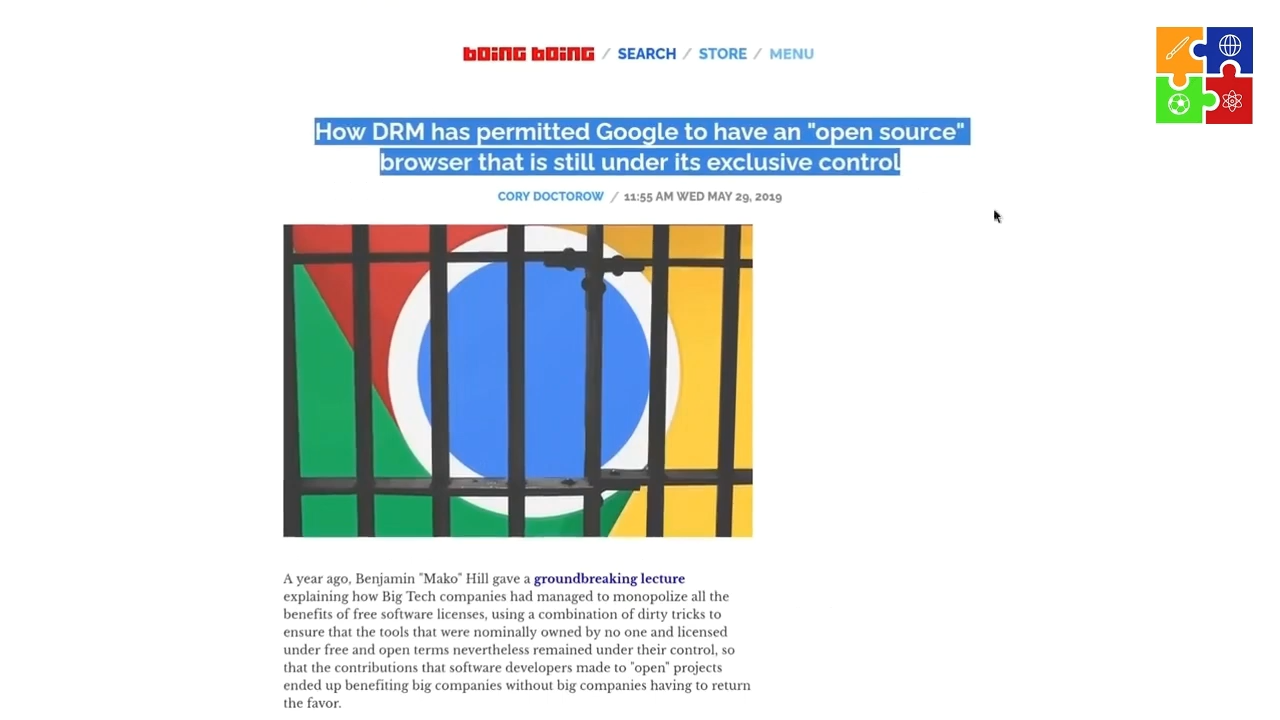 boing boing / SEARCH / STORE / MENU
How DRM has permitted Google to have an "open source"
browser that is still under its exclusive control
CORY DOCTOROW / 11:55 AM WED MAY 29, 2019
A year ago, Benjamin "Mako" Hill gave a groundbreaking lecture
explaining how Big Tech companies had managed to monopolize all the
benefits of free software licenses, using a combination of dirty tricks to
ensure that the tools that were nominally owned by no one and licensed
under free and open terms nevertheless remained under their control, so
that the contributions that software developers made to "open" projects
ended up benefiting big companies without big companies having to return
the favor.